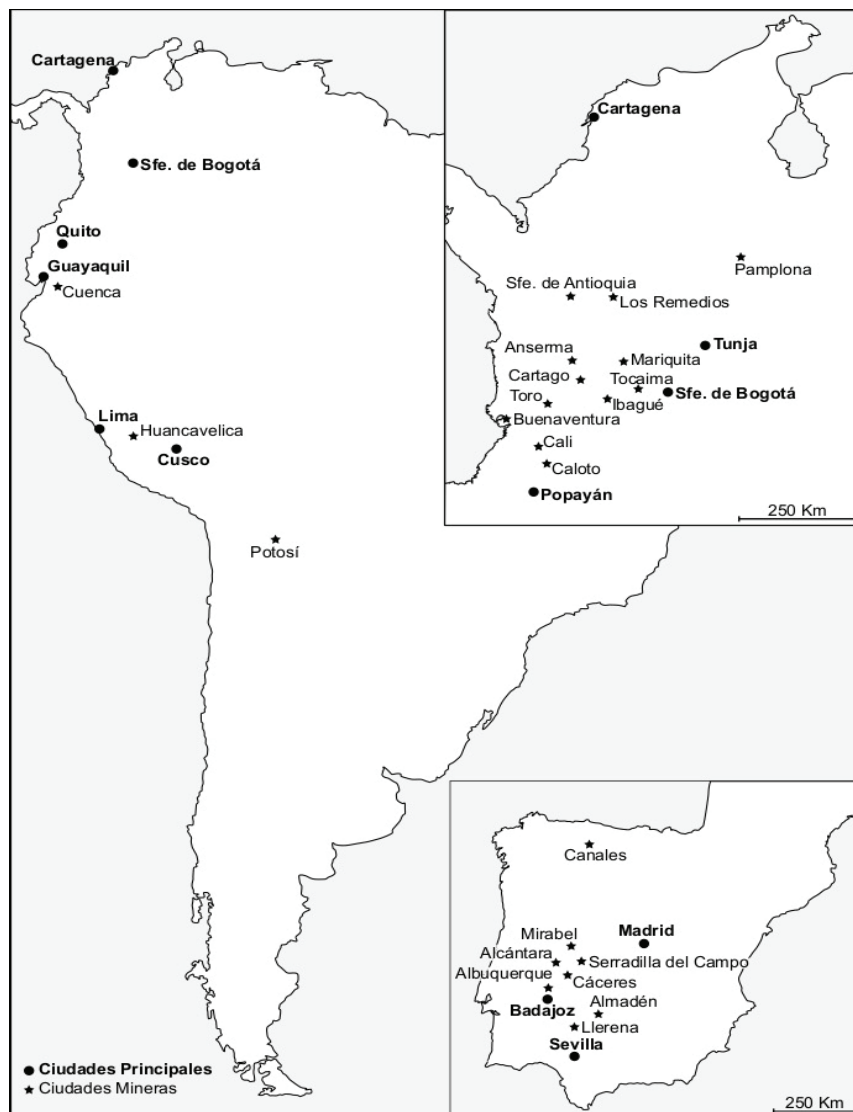 Cartagena
Sfe. de Bogotá
Quito
Guayaquil
Cuenca
Lima
Huancavelica
Cusco
Potosí
Ciudades Principales
Ciudades Mineras
Cartagena
Pamplona
Sfe. de Antioquia
Los Remedios
Tunja
Anserma
Mariquita
Cartago
Tocaima
Toro
Ibagué
Sfe. de Bogotá
Buenaventura
Cali
Caloto
Popayán
250 Km
Canales
Mirabel
Madrid
Alcántara
Serradilla del Campo
Albuquerque
Cáceres
Badajoz
Almadén
Llerena
Sevilla
250 Km